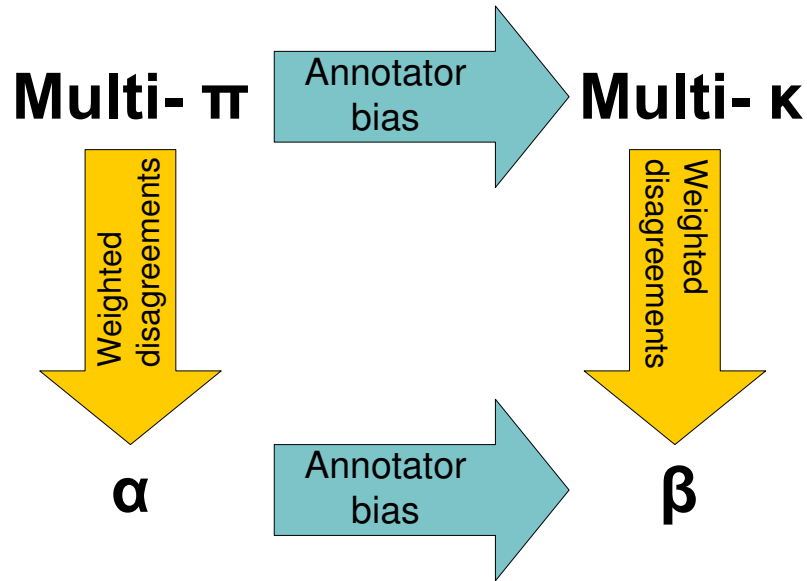 Multi- π
Annotator
bias
Multi- κ
Weighted
disagreements
Weighted
disagreements
α
Annotator
bias
β